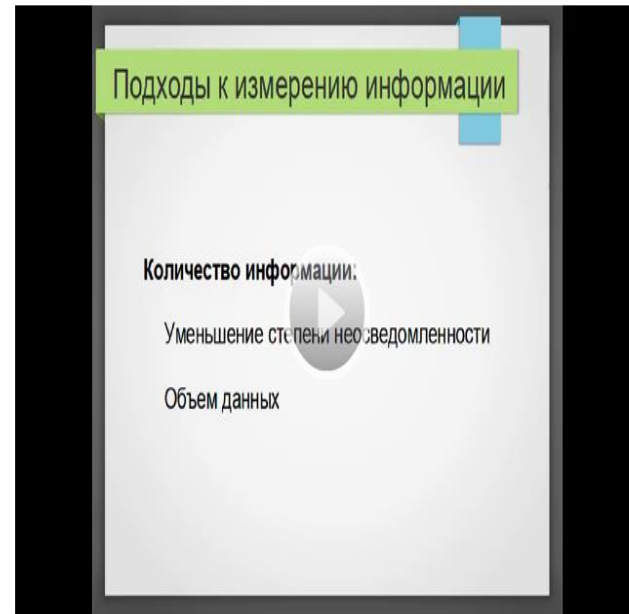 Подходы к измерению информации
Количество информации:
Уменьшение степени неосведомленности
Объем данных